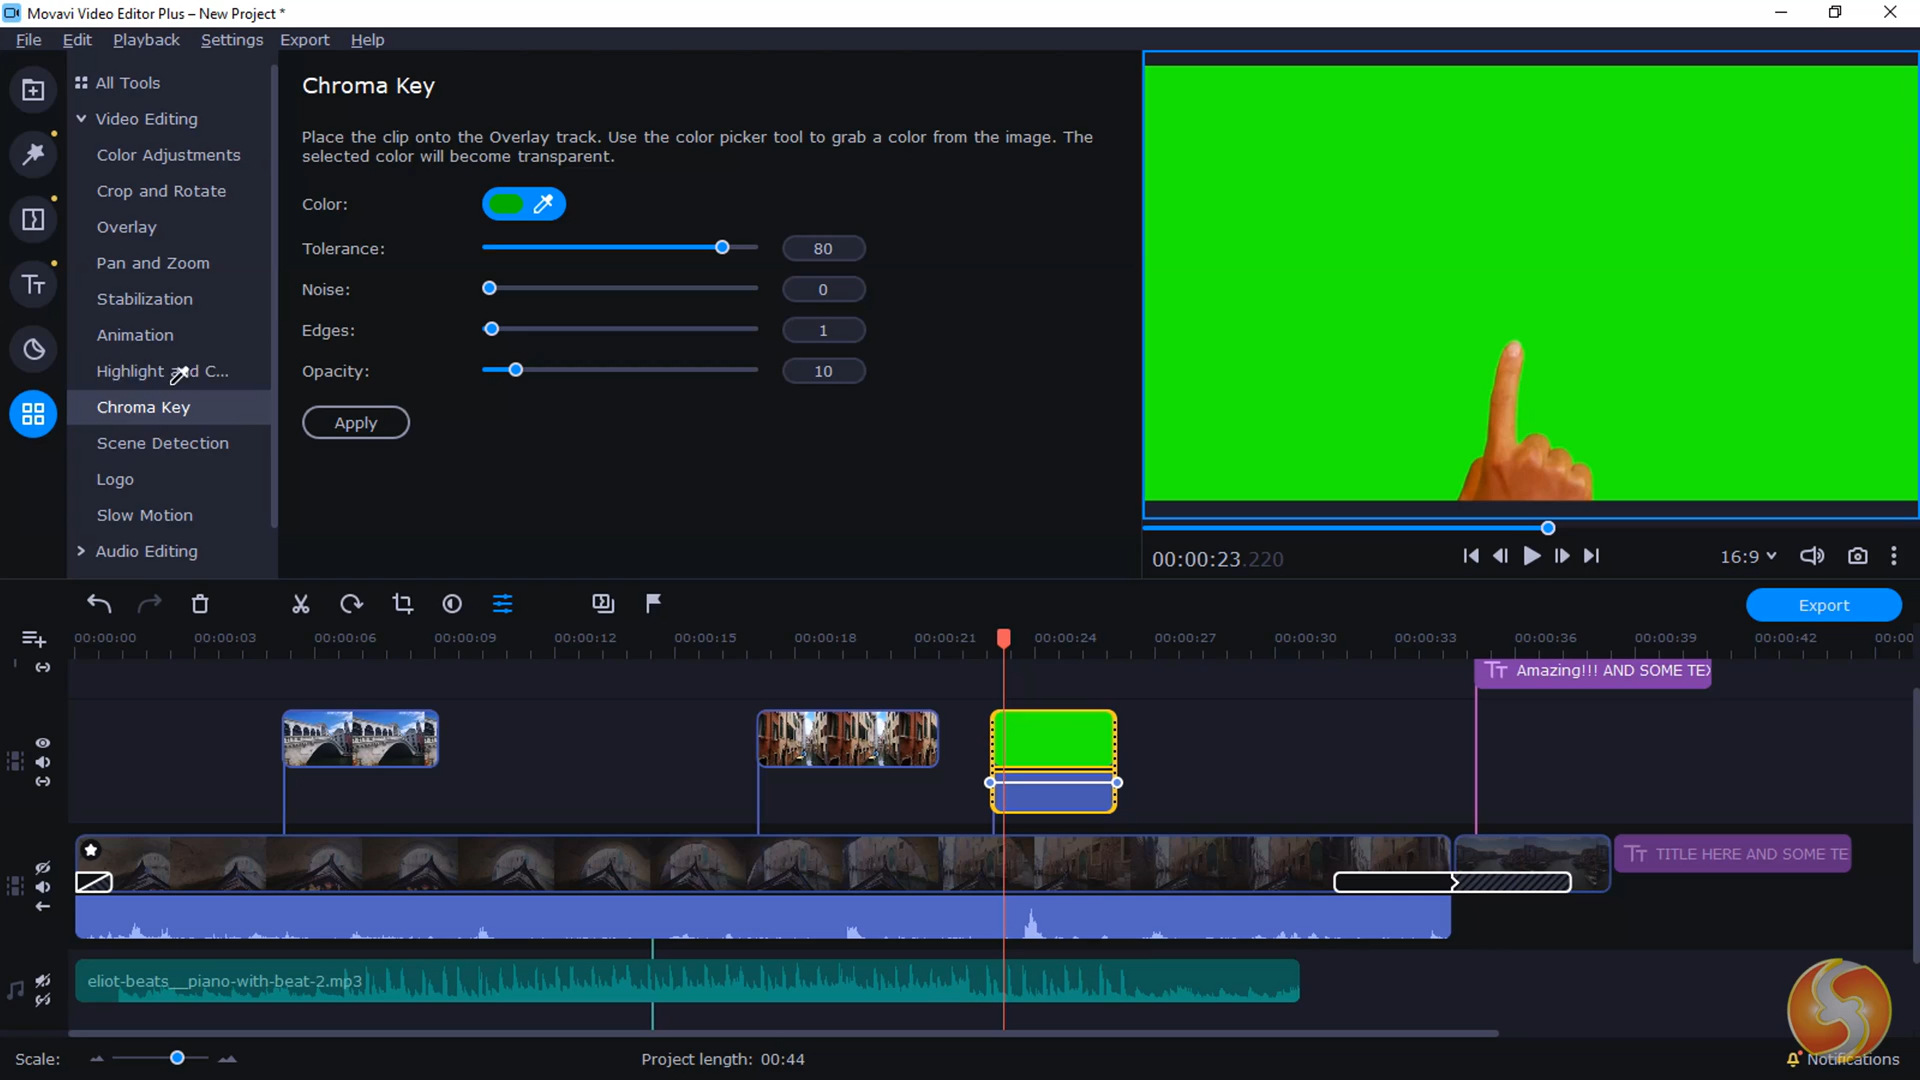 Movavi Video Editor Plus – New Project *
File Edit Playback Settings Export Help
All Tools
Video Editing
Color Adjustments
Crop and Rotate
Overlay
Pan and Zoom
Stabilization
Animation
Highlight and C...
Chroma Key
Scene Detection
Logo
Slow Motion
Audio Editing
Chroma Key
Place the clip onto the Overlay track. Use the color picker tool to grab a color from the image. The
selected color will become transparent.
Color:
Tolerance: 80
Noise: 0
Edges: 1
Opacity: 10
Apply
00:00:23.220
16:9
Export
00:00:00 00:00:03 00:00:06 00:00:09 00:00:12 00:00:15 00:00:18 00:00:21 00:00:24 00:00:27 00:00:30 00:00:33 00:00:36 00:00:39 00:00:42 00:00
Tт Amazing!!! AND SOME TEX
Tт TITLE HERE AND SOME TE
eliot-beats__piano-with-beat-2.mp3
Scale:
Project length: 00:44
Notifications